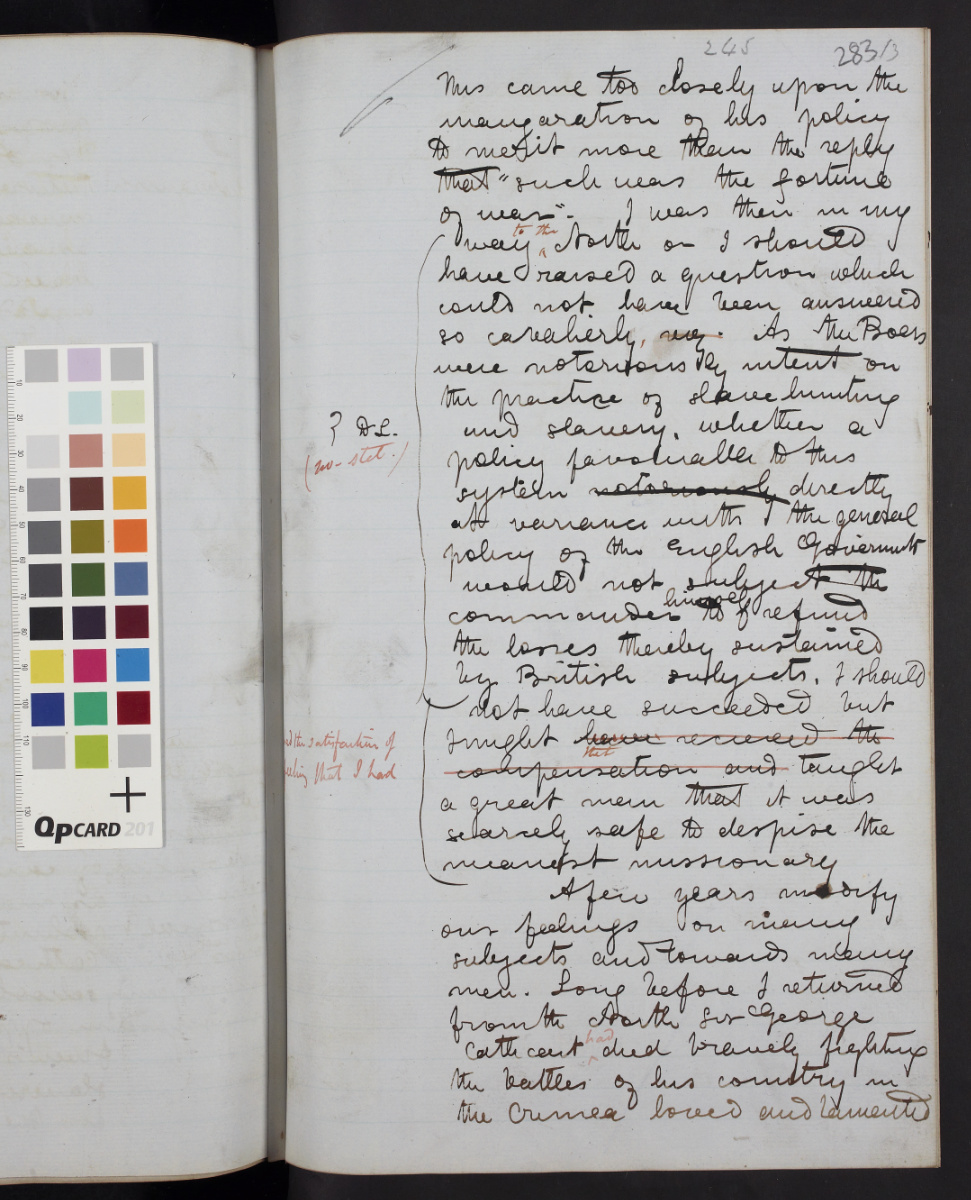 245 283/3
This came too closely upon the
inauguration of his policy
to merit more than the reply
that "such was the fortune
of war". I was then on my
way to the North or I should
have raised a question which
could not have been answered
so cavalierly, As the Boers
were notoriously intent on
the practice of slave hunting
and slavery, whether a
policy favourable to this
system notoriously directly
at variance with the general
policy of the English Government
would not subject the
commander himself to refund
the losses thereby sustained
by British subjects. I should
not have succeeded but
might have received the
compensation and that taught
a great man that it was
scarcely safe to despise the
meanest missionary
A few years modify
our feelings on many
subjects and towards many
men. Long before I returned
from the North Sir George
Cathcart had died bravely fighting
the battles of his country in
the Crimea loved and lamented
? DL.
(no - stet.)
and the satisfaction of
feeling that I had
10
20
30
40
50
60
70
80
90
100
110
QPCARD 201